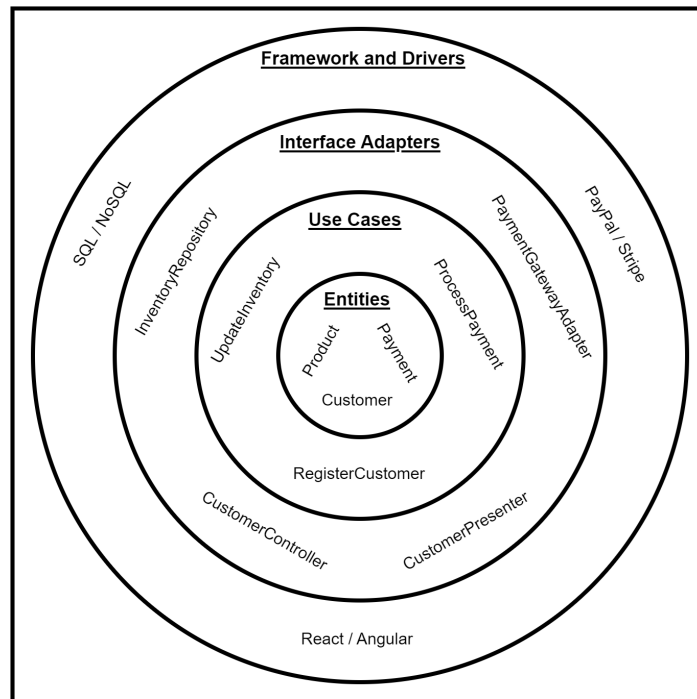 Framework and Drivers
Interface Adapters
Use Cases
Entities
SQL / NoSQL
InventoryRepository
UpdateInventory
Product
Payment
ProcessPayment
PaymentGatewayAdapter
PayPal / Stripe
Customer
RegisterCustomer
CustomerController
CustomerPresenter
React / Angular